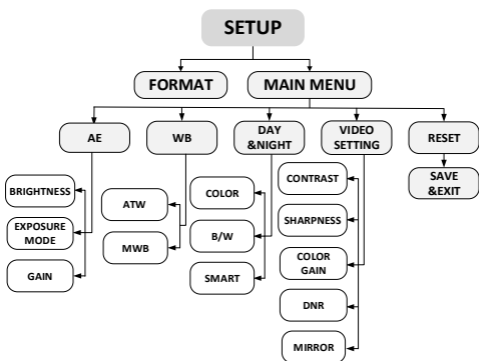 SETUP
FORMAT
MAIN MENU
AE
WB
DAY
&NIGHT
VIDEO
SETTING
RESET
SAVE
&EXIT
BRIGHTNESS
EXPOSURE
MODE
GAIN
ATW
MWB
COLOR
B/W
SMART
CONTRAST
SHARPNESS
COLOR
GAIN
DNR
MIRROR